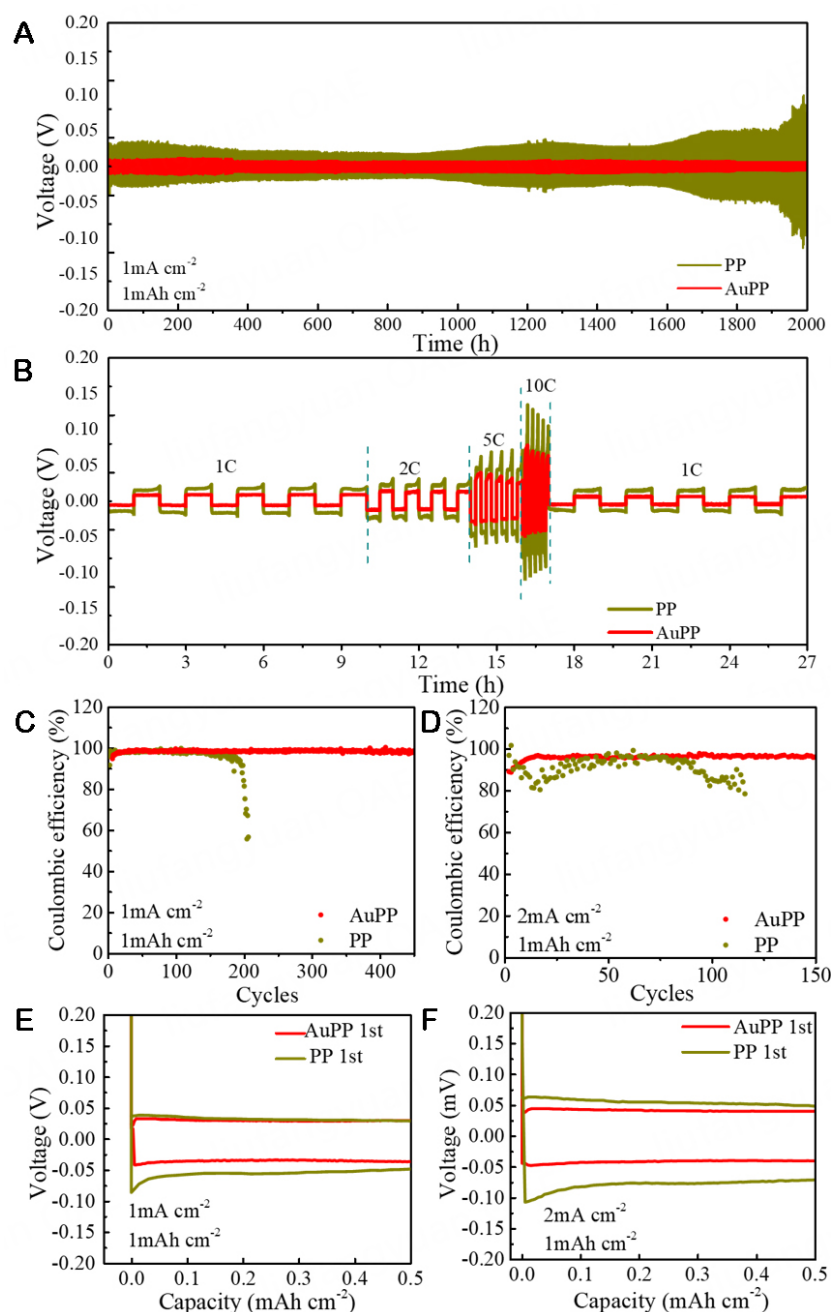 A
0.20
0.15
0.10
0.05
0.00
-0.05
-0.10
-0.15
-0.20
Voltage (V)
1mA cm-2
1mAh cm-2
PP
AuPP
0 200 400 600 800 1000 1200 1400 1600 1800 2000
Time (h)
B
0.20
0.15
0.10
0.05
0.00
-0.05
-0.10
-0.15
-0.20
Voltage (V)
1C
2C
5C
10C
1C
PP
AuPP
0 3 6 9 12 15 18 21 24 27
Time (h)
C
120
100
80
60
40
20
0
Coulombic efficiency (%)
1mA cm-2
1mAh cm-2
AuPP
PP
0 100 200 300 400
Cycles
D
120
100
80
60
40
20
0
Coulombic efficiency (%)
2mA cm-2
1mAh cm-2
AuPP
PP
0 50 100 150
Cycles
E
0.20
0.15
0.10
0.05
0.00
-0.05
-0.10
-0.15
-0.20
Voltage (V)
AuPP 1st
PP 1st
1mA cm-2
1mAh cm-2
0.0 0.1 0.2 0.3 0.4 0.5
Capacity (mAh cm-2)
F
0.20
0.15
0.10
0.05
0.00
-0.05
-0.10
-0.15
-0.20
Voltage (mV)
AuPP 1st
PP 1st
2mA cm-2
1mAh cm-2
0.0 0.1 0.2 0.3 0.4 0.5
Capacity (mAh cm-2)